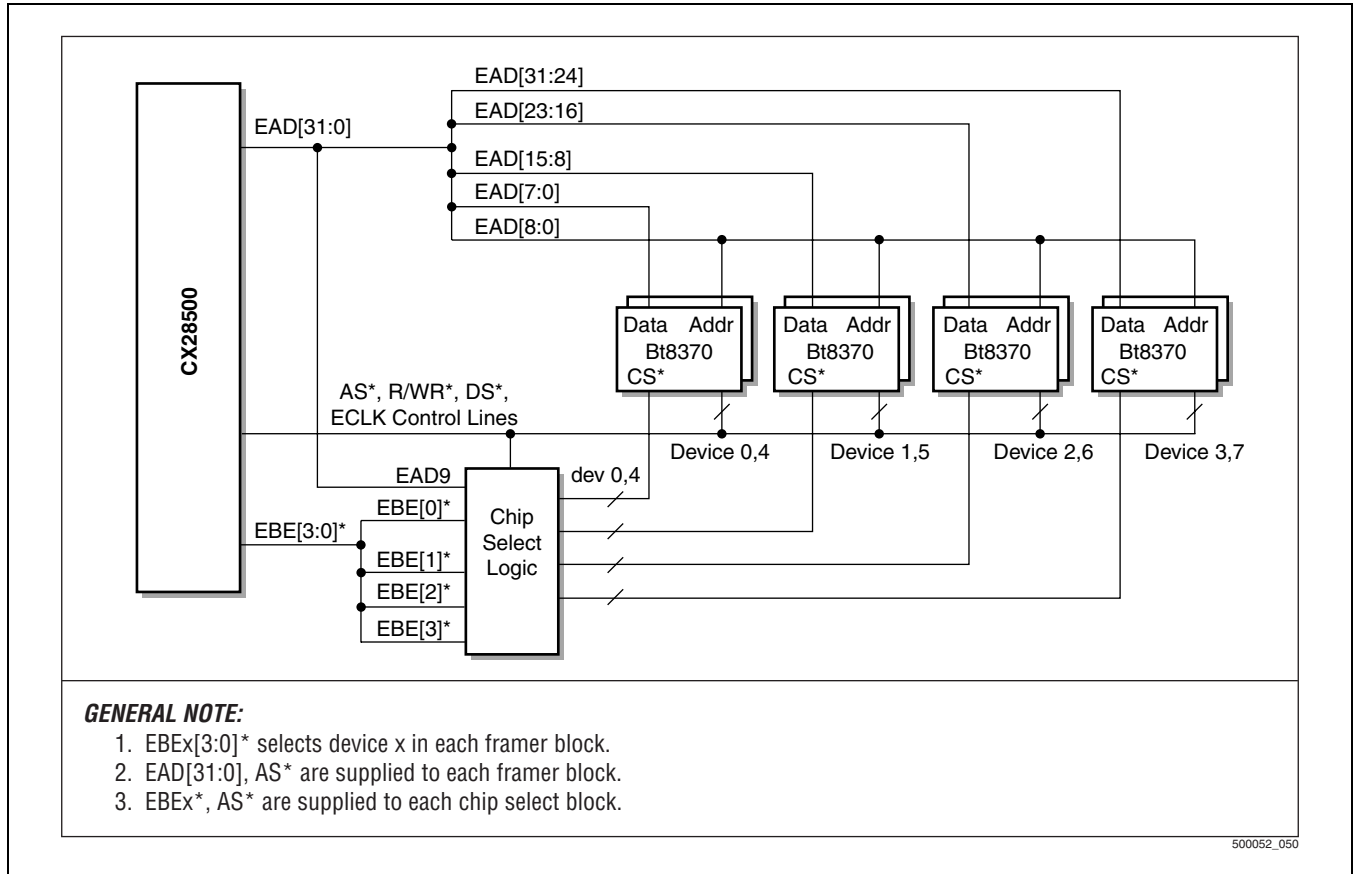 EAD[31:24]
EAD[23:16]
EAD[31:0]
EAD[15:8]
EAD[7:0]
EAD[8:0]
CX28500
Data Addr
Bt8370
CS*
Data Addr
Bt8370
CS*
Data Addr
Bt8370
CS*
Data Addr
Bt8370
CS*
AS*, R/WR*, DS*,
ECLK Control Lines
Device 0,4
Device 1,5
Device 2,6
Device 3,7
EAD9
dev 0,4
EBE[0]*
EBE[3:0]*
EBE[1]*
EBE[2]*
EBE[3]*
Chip
Select
Logic
GENERAL NOTE:
1. EBEx[3:0]* selects device x in each framer block.
2. EAD[31:0], AS* are supplied to each framer block.
3. EBEx*, AS* are supplied to each chip select block.
500052_050